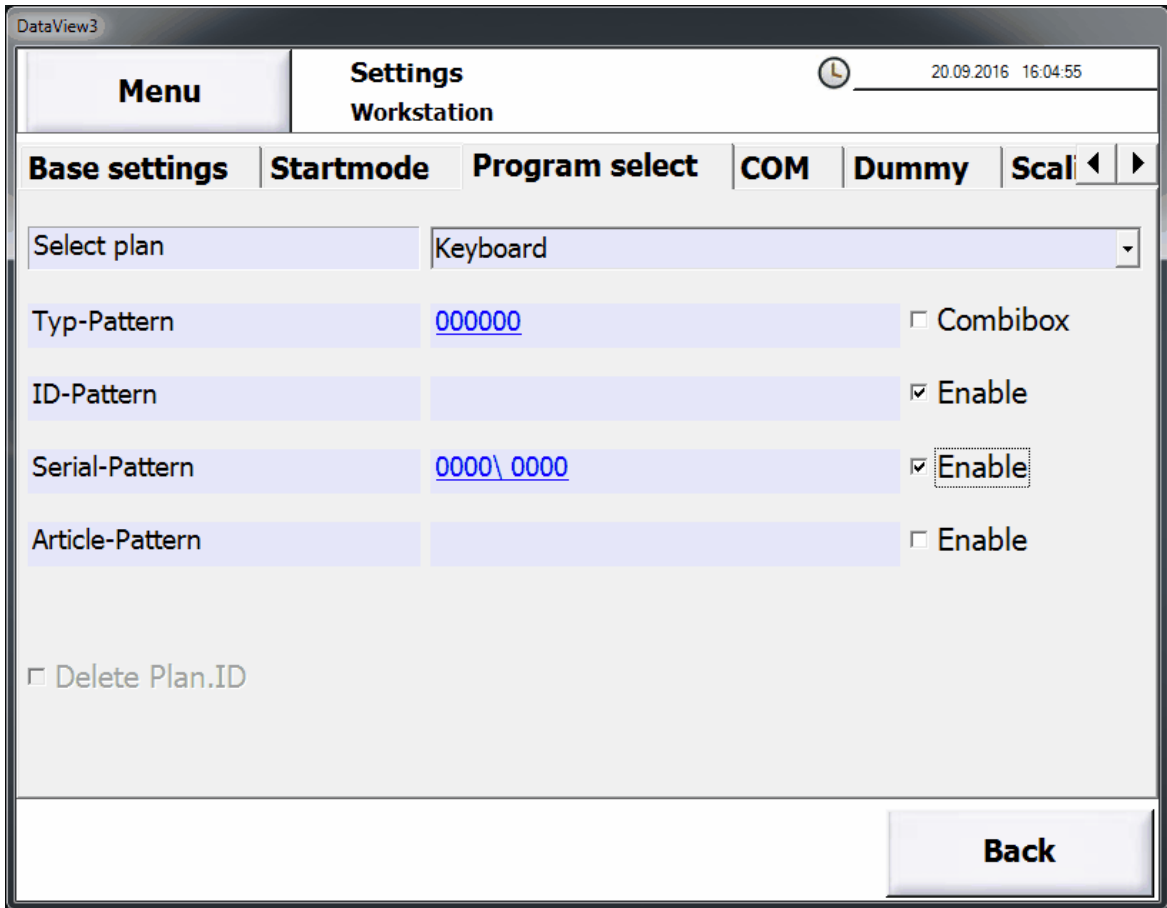 DataView3
Menu
Settings
Workstation
20.09.2016 16:04:55
Base settings
Startmode
Program select
COM
Dummy
Scali
Select plan
Keyboard
Typ-Pattern
000000
Combibox
ID-Pattern
Enable
Serial-Pattern
0000\ 0000
Enable
Article-Pattern
Enable
Delete Plan.ID
Back